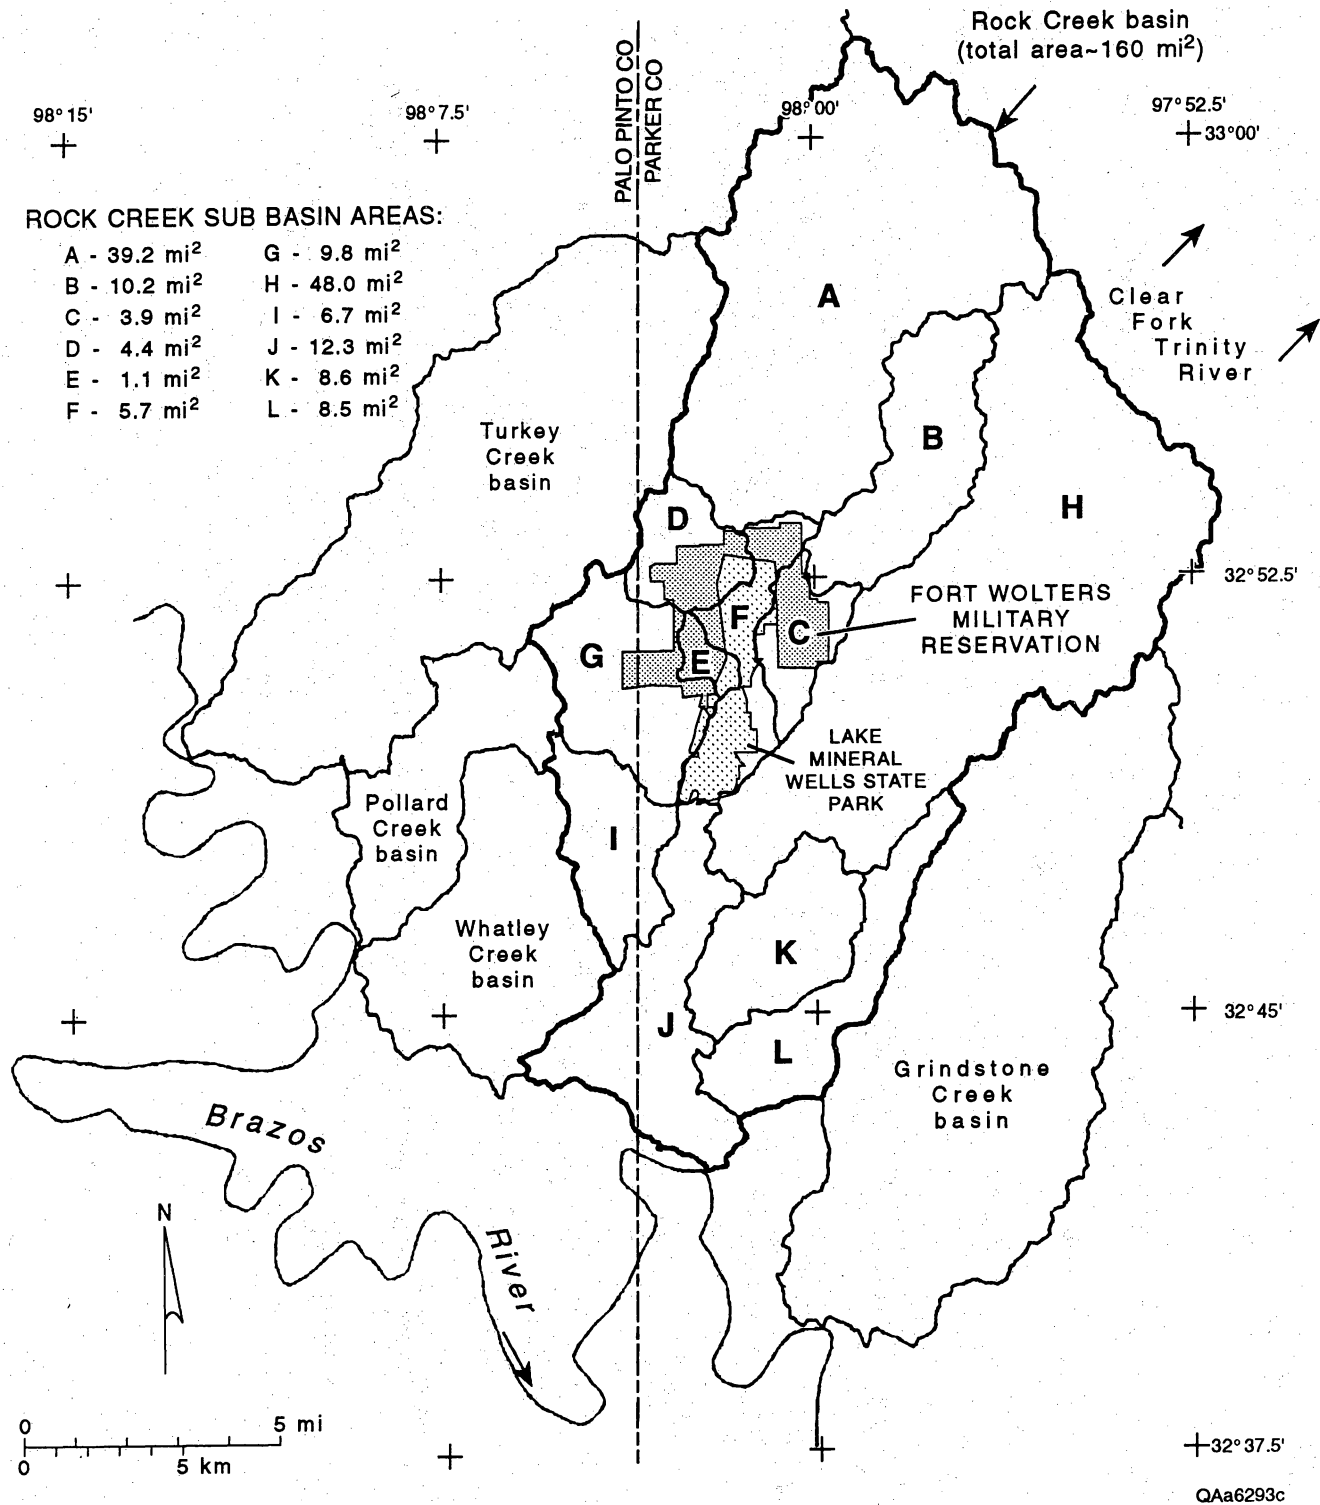 Rock Creek basin
(total area~160 mi²)
98°15'
98°7.5'
98°00'
97°52.5'
33°00'
PALO PINTO CO
PARKER CO
ROCK CREEK SUB BASIN AREAS:
A - 39.2 mi²
G - 9.8 mi²
B - 10.2 mi²
H - 48.0 mi²
C - 3.9 mi²
I - 6.7 mi²
D - 4.4 mi²
J - 12.3 mi²
E - 1.1 mi²
K - 8.6 mi²
F - 5.7 mi²
L - 8.5 mi²
A
Clear
Fork
Trinity
River
Turkey
Creek
basin
B
H
D
32°52.5'
FORT WOLTERS
MILITARY
RESERVATION
F
C
G
E
LAKE
MINERAL
WELLS STATE
PARK
Pollard
Creek
basin
I
Whatley
Creek
basin
K
J
32°45'
L
Grindstone
Creek
basin
Brazos
River
N
0
5 mi
0
5 km
32°37.5'
QAa6293c